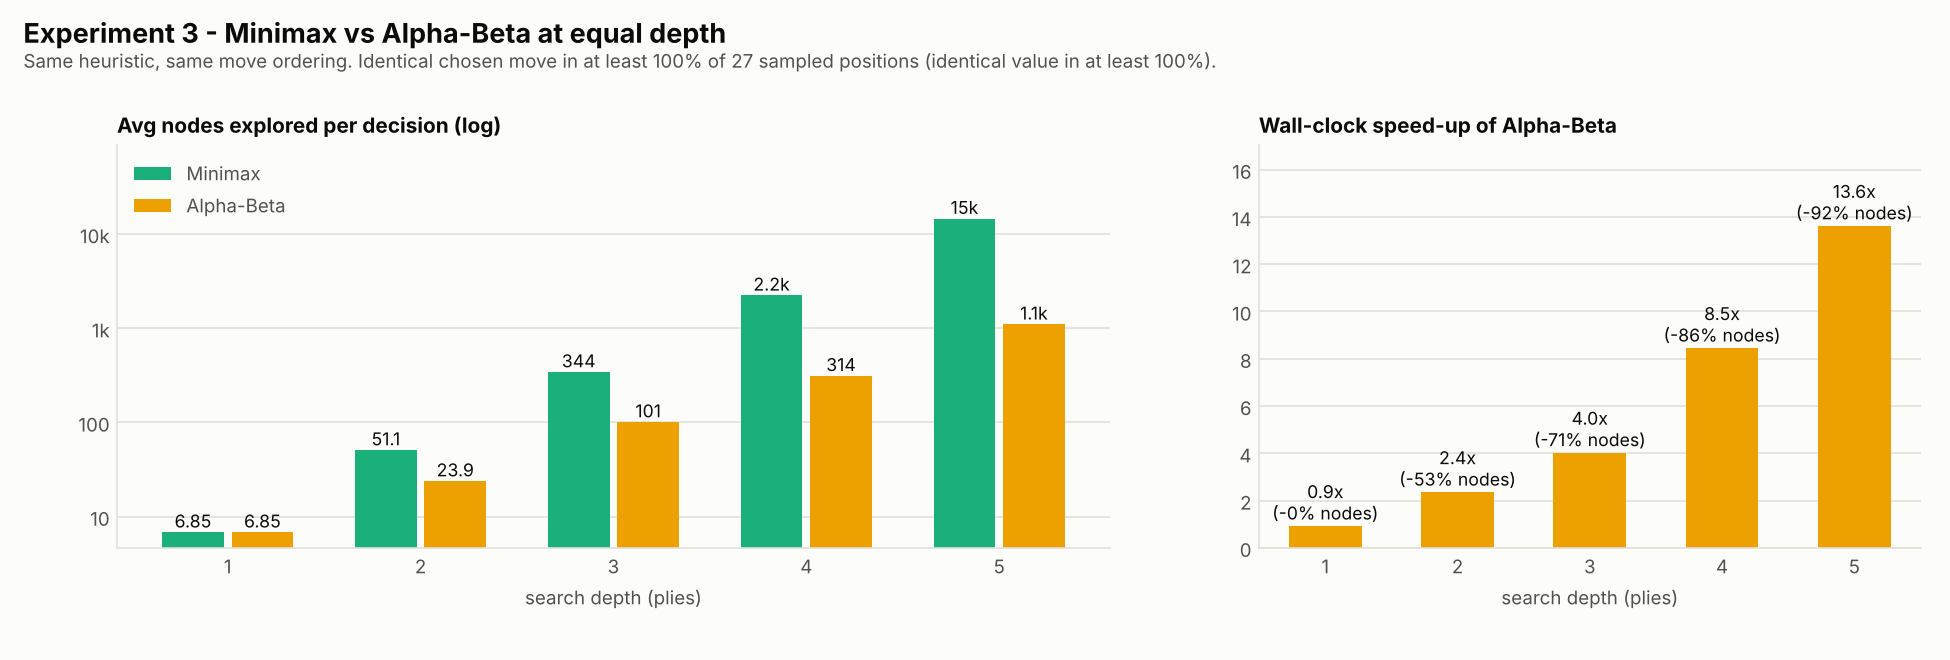 Experiment 3 - Minimax vs Alpha-Beta at equal depth
Same heuristic, same move ordering. Identical chosen move in at least 100% of 27 sampled positions (identical value in at least 100%).
Avg nodes explored per decision (log)
Minimax
Alpha-Beta
10k
1k
100
10
6.85
6.85
51.1
23.9
344
101
2.2k
314
15k
1.1k
1
2
3
4
5
search depth (plies)
Wall-clock speed-up of Alpha-Beta
16
14
12
10
8
6
4
2
0
0.9x
(-0% nodes)
2.4x
(-53% nodes)
4.0x
(-71% nodes)
8.5x
(-86% nodes)
13.6x
(-92% nodes)
1
2
3
4
5
search depth (plies)